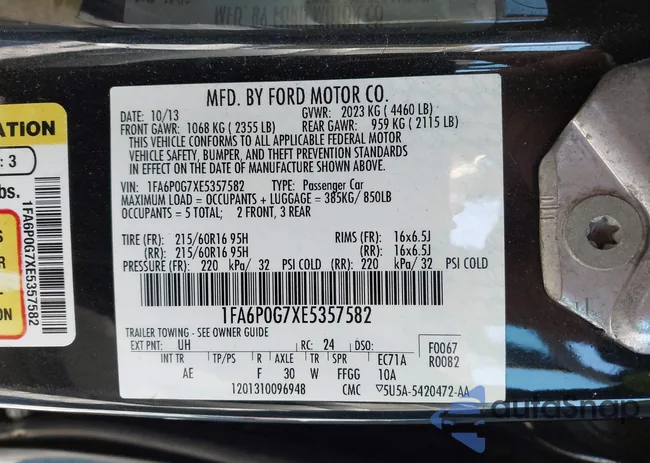 MFD. BY FORD MOTOR CO.
DATE: 10/13 GVWR: 2023 KG ( 4460 LB)
FRONT GAWR: 1068 KG ( 2355 LB) REAR GAWR: 959 KG ( 2115 LB)
THIS VEHICLE CONFORMS TO ALL APPLICABLE FEDERAL MOTOR
VEHICLE SAFETY, BUMPER, AND THEFT PREVENTION STANDARDS
IN EFFECT ON THE DATE OF MANUFACTURE SHOWN ABOVE.
VIN: 1FA6P0G7XE5357582 TYPE: Passenger Car
MAXIMUM LOAD = OCCUPANTS + LUGGAGE = 385KG/ 850LB
OCCUPANTS = 5 TOTAL; 2 FRONT, 3 REAR
TIRE (FR): 215/60R16 95H RIMS (FR): 16x6.5J
(RR): 215/60R16 95H (RR): 16x6.5J
PRESSURE (FR): 220 kPa/ 32 PSI COLD (RR): 220 kPa/ 32 PSI COLD
1FA6P0G7XE5357582
TRAILER TOWING - SEE OWNER GUIDE
EXT PNT: UH RC: 24 DSO: F0067
R0082
INT TR TP/PS R AXLE TR SPR EC71A
AE F 30 W FFGG 10A
1201310096948 CMC ▽5U5A-5420472-AA
ATION
: 3
bs.
S
R
ON
1FA6P0G7XE5357582
autoSnap